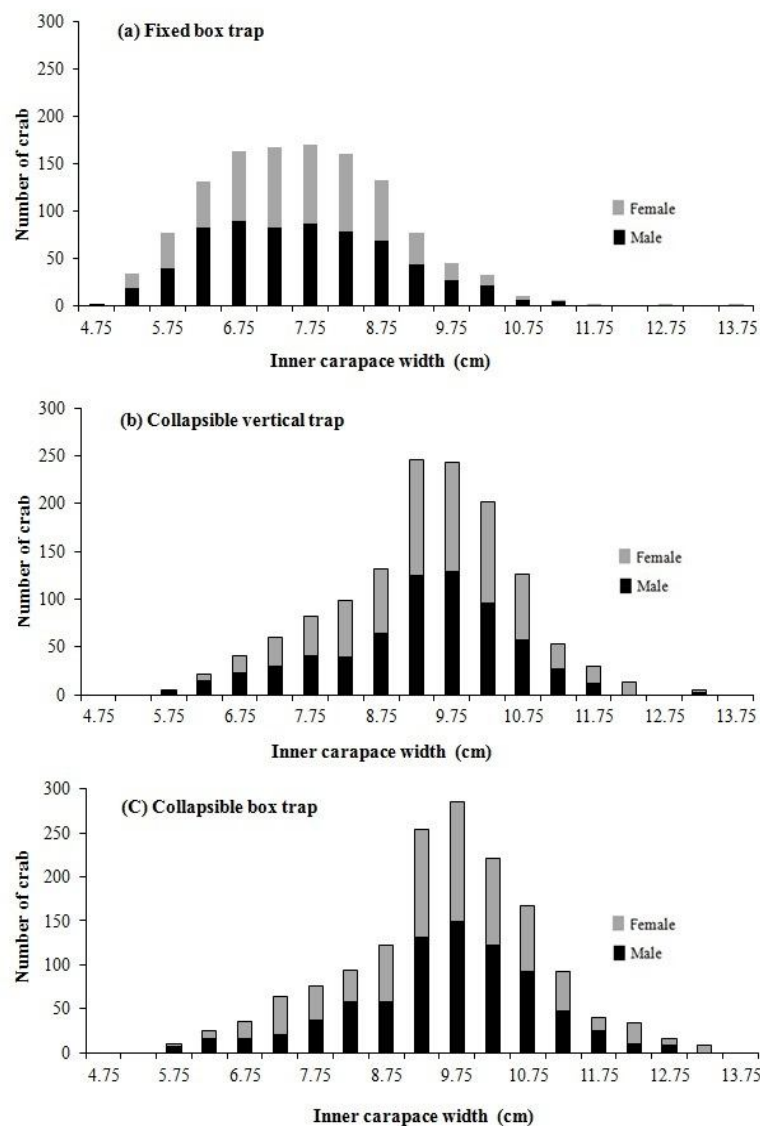 (a) Fixed box trap
300
250
200
150
100
50
0
Number of crab
Female
Male
4.75 5.75 6.75 7.75 8.75 9.75 10.75 11.75 12.75 13.75
Inner carapace width (cm)
(b) Collapsible vertical trap
300
250
200
150
100
50
0
Number of crab
Female
Male
4.75 5.75 6.75 7.75 8.75 9.75 10.75 11.75 12.75 13.75
Inner carapace width (cm)
(C) Collapsible box trap
300
250
200
150
100
50
0
Number of crab
Female
Male
4.75 5.75 6.75 7.75 8.75 9.75 10.75 11.75 12.75 13.75
Inner carapace width (cm)